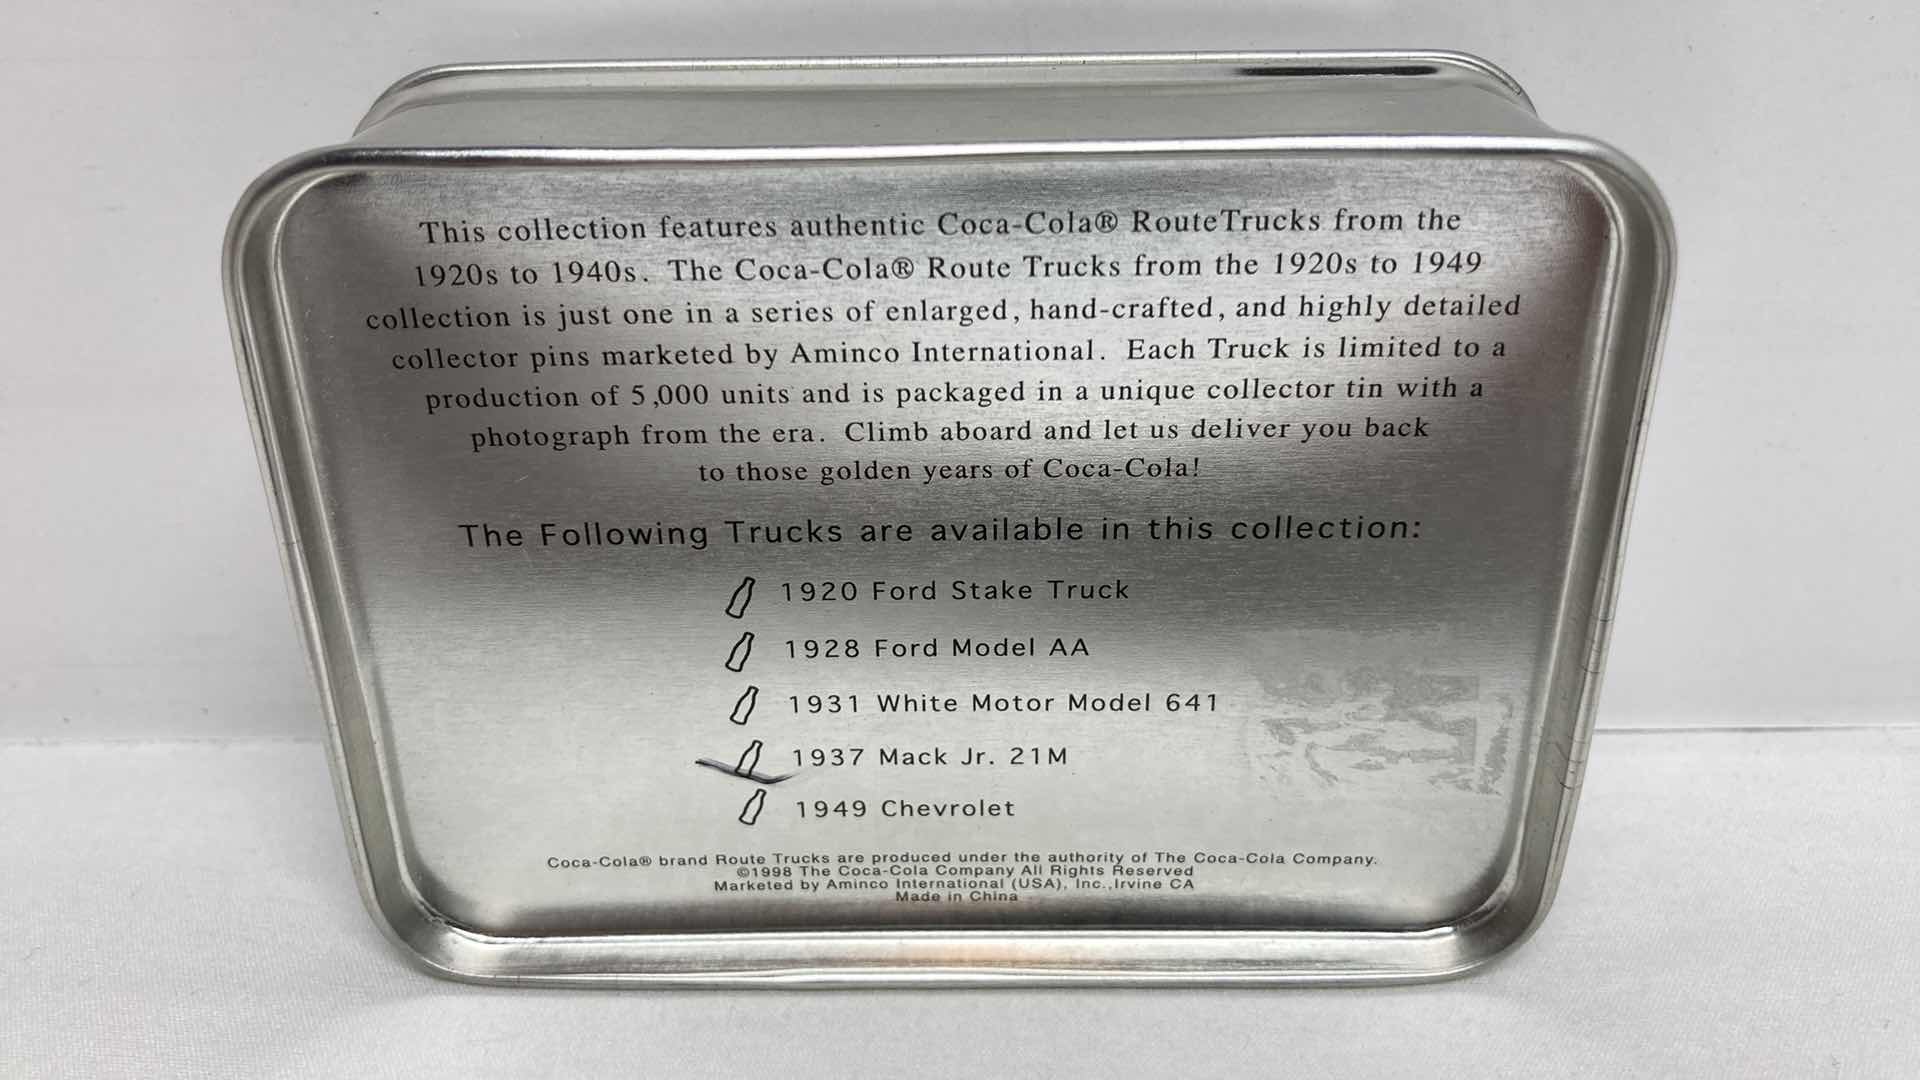 This collection features authentic Coca-Cola® RouteTrucks from the
1920s to 1940s. The Coca-Cola® Route Trucks from the 1920s to 1949
collection is just one in a series of enlarged, hand-crafted, and highly detailed
collector pins marketed by Aminco International. Each Truck is limited to a
production of 5,000 units and is packaged in a unique collector tin with a
photograph from the era. Climb aboard and let us deliver you back
to those golden years of Coca-Cola!
The Following Trucks are available in this collection:
1920 Ford Stake Truck
1928 Ford Model AA
1931 White Motor Model 641
1937 Mack Jr. 21M
1949 Chevrolet
Coca-Cola® brand Route Trucks are produced under the authority of The Coca-Cola Company.
©1998 The Coca-Cola Company All Rights Reserved
Marketed by Aminco International (USA), Inc.,Irvine CA
Made in China